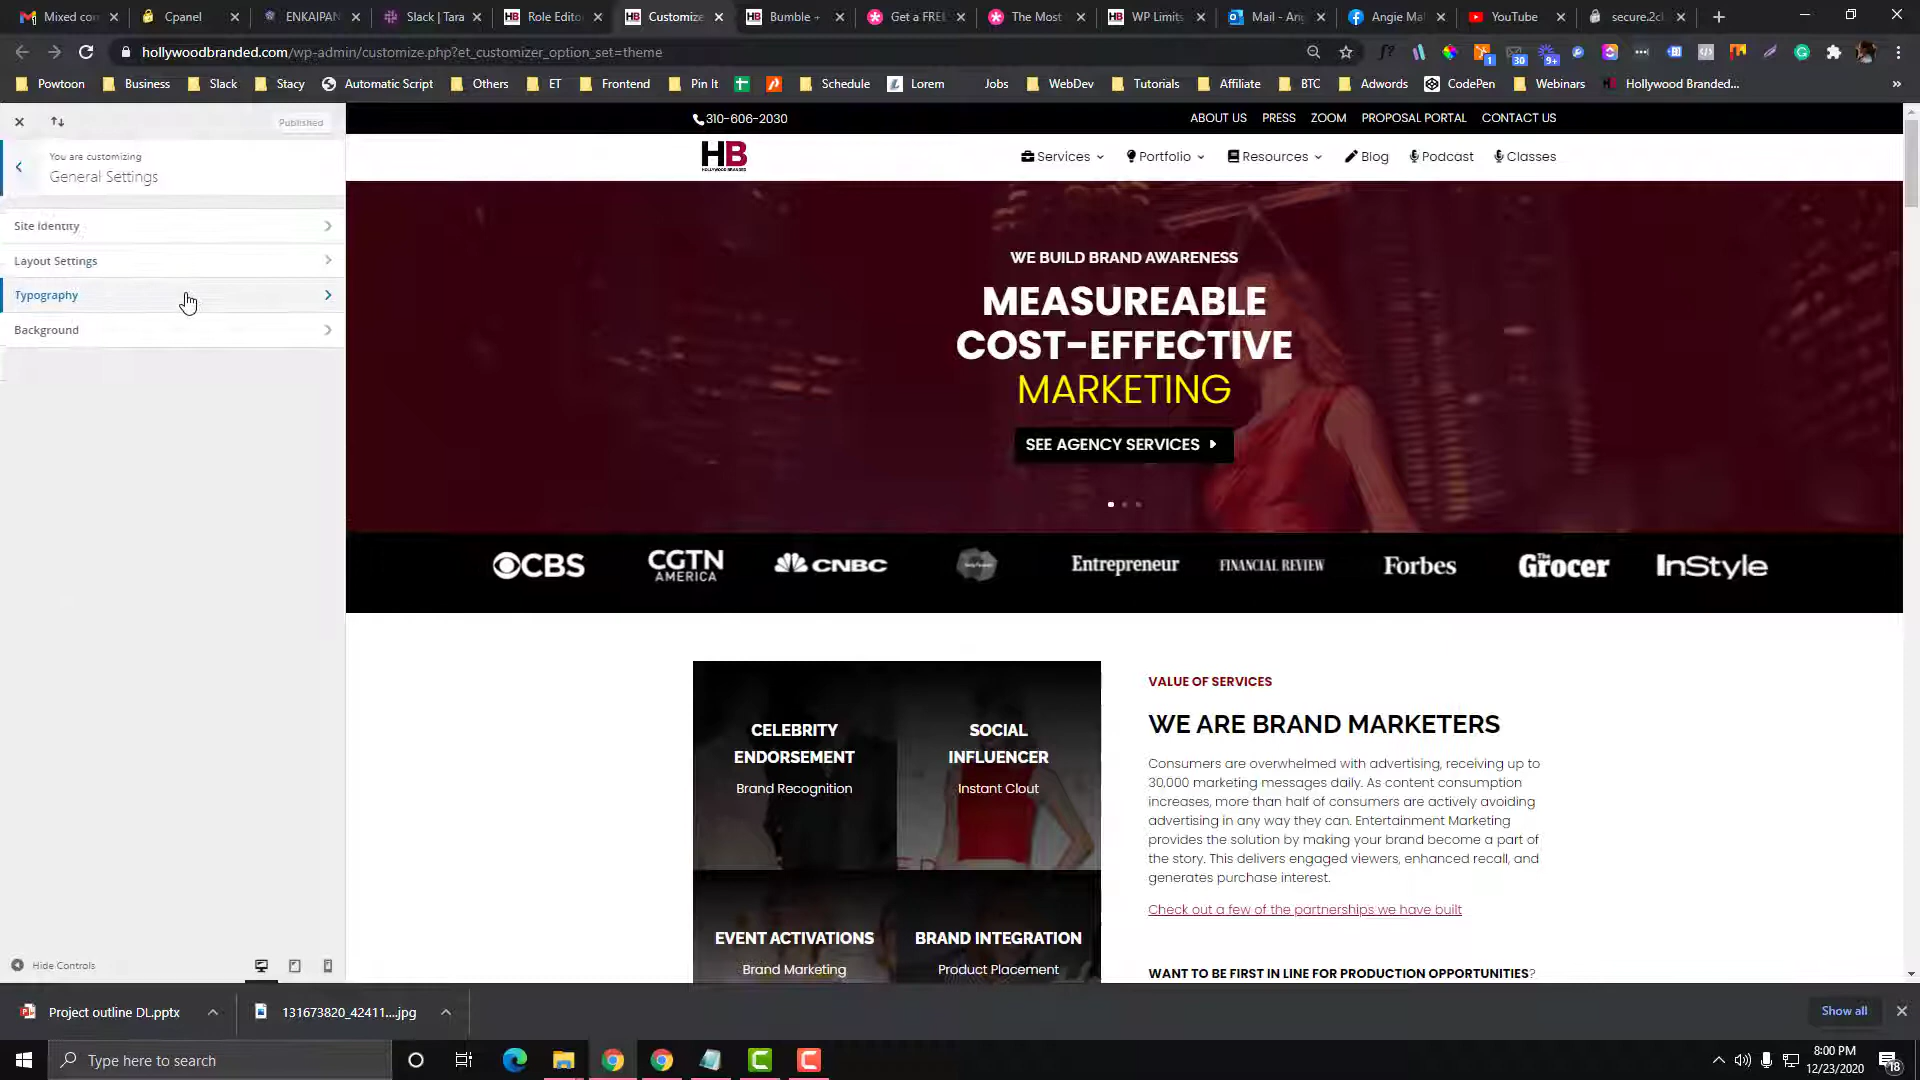 Mixed con
Cpanel
ENKAIPAN
Slack | Tara
Role Edito
Customize
Bumble +
Get a FREE
The Most
WP Limits
Mail - Ang
Angie Mal
YouTube
secure.2ch
hollywoodbranded.com/wp-admin/customize.php?et_customizer_option_set=theme
Powtoon
Business
Slack
Stacy
Automatic Script
Others
ET
Frontend
Pin It
Schedule
Lorem
Jobs
WebDev
Tutorials
Affiliate
BTC
Adwords
CodePen
Webinars
Hollywood Branded...
Published
You are customizing
General Settings
Site Identity
Layout Settings
Typography
Background
Hide Controls
310-606-2030
ABOUT US PRESS ZOOM PROPOSAL PORTAL CONTACT US
HB
HOLLYWOOD BRANDED
Services Portfolio Resources Blog Podcast Classes
WE BUILD BRAND AWARENESS
MEASUREABLE
COST-EFFECTIVE
MARKETING
SEE AGENCY SERVICES
CBS
CGTN
AMERICA
CNBC
Entrepreneur
FINANCIAL REVIEW
Forbes
The Grocer
InStyle
CELEBRITY
ENDORSEMENT
Brand Recognition
SOCIAL
INFLUENCER
Instant Clout
EVENT ACTIVATIONS
Brand Marketing
BRAND INTEGRATION
Product Placement
VALUE OF SERVICES
WE ARE BRAND MARKETERS
Consumers are overwhelmed with advertising, receiving up to
30,000 marketing messages daily. As content consumption
increases, more than half of consumers are actively avoiding
advertising in any way they can. Entertainment Marketing
provides the solution by making your brand become a part of
the story. This delivers engaged viewers, enhanced recall, and
generates purchase interest.
Check out a few of the partnerships we have built
WANT TO BE FIRST IN LINE FOR PRODUCTION OPPORTUNITIES?
Project outline DL.pptx
131673820_42411....jpg
Show all
Type here to search
8:00 PM
12/23/2020
18